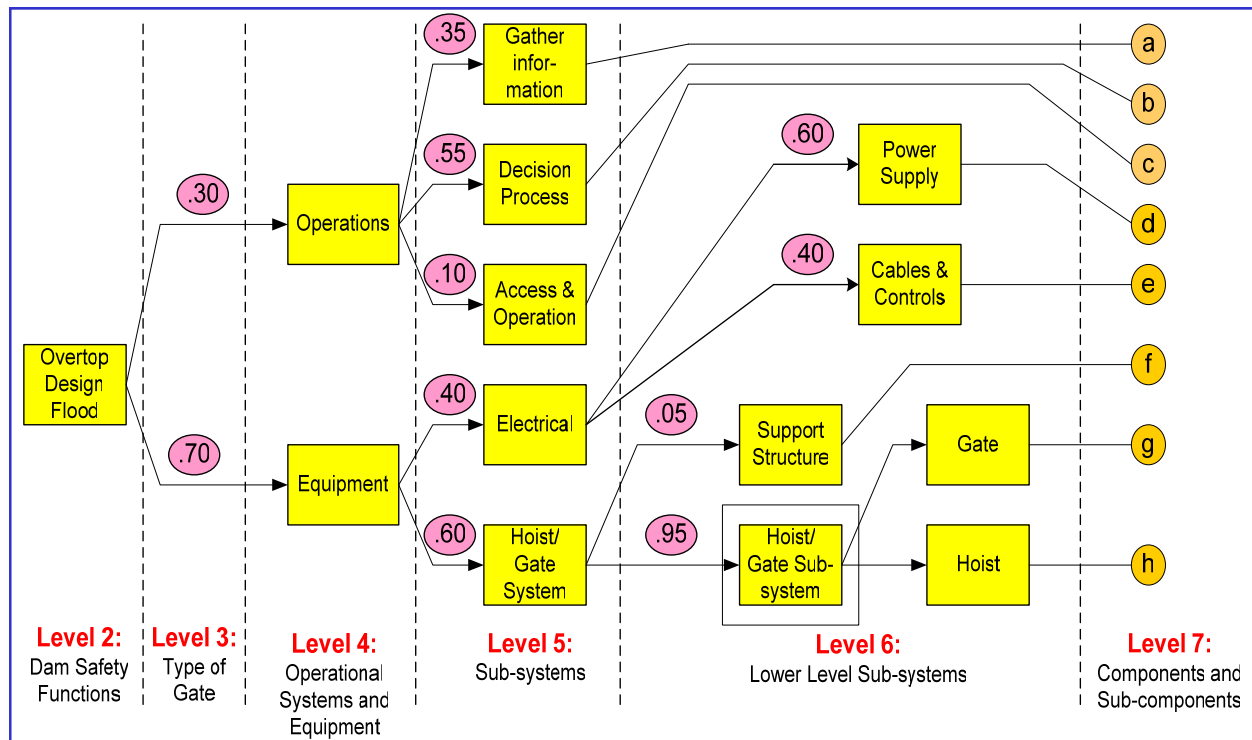 .35
Gather
infor-
mation
a
b
.55
Decision
Process
.60
Power
Supply
c
.30
Operations
d
.10
Access &
Operation
.40
Cables &
Controls
e
Overtop
Design
Flood
f
.40
Electrical
.05
Support
Structure
Gate
g
.70
Equipment
.60
Hoist/
Gate
System
.95
Hoist/
Gate Sub-
system
Hoist
h
Level 2:
Dam Safety
Functions
Level 3:
Type of
Gate
Level 4:
Operational
Systems and
Equipment
Level 5:
Sub-systems
Level 6:
Lower Level Sub-systems
Level 7:
Components and
Sub-components